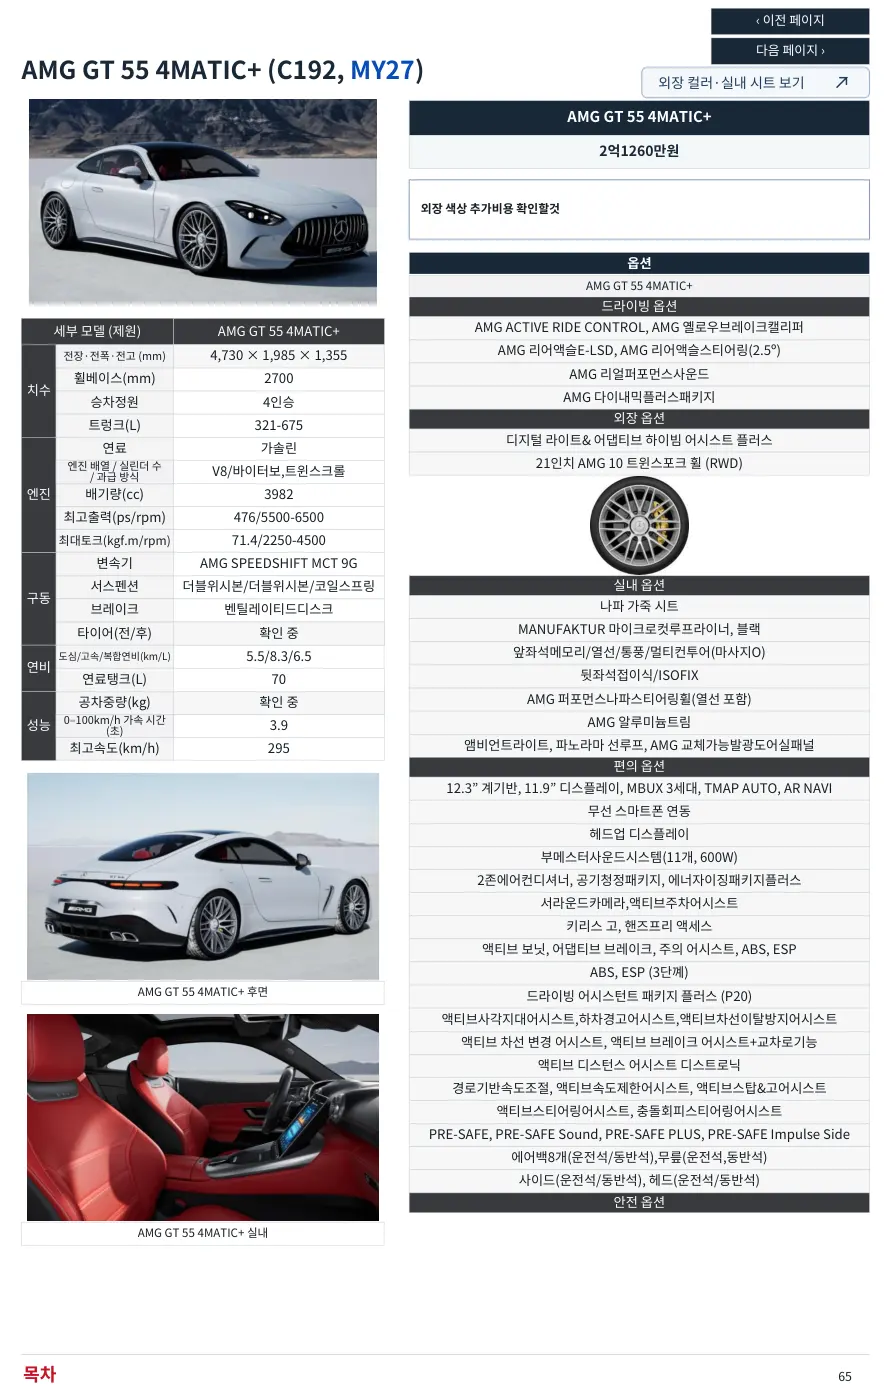 ‹ 이전 페이지
다음 페이지 ›
AMG GT 55 4MATIC+ (C192, MY27)
외장 컬러·실내 시트 보기
세부 모델 (제원) AMG GT 55 4MATIC+
치수
전장·전폭·전고 (mm) 4,730 × 1,985 × 1,355
휠베이스(mm) 2700
승차정원 4인승
트렁크(L) 321-675
엔진
연료 가솔린
엔진 배열 / 실린더 수
/ 과급 방식 V8/바이터보,트윈스크롤
배기량(cc) 3982
최고출력(ps/rpm) 476/5500-6500
최대토크(kgf.m/rpm) 71.4/2250-4500
구동
변속기 AMG SPEEDSHIFT MCT 9G
서스펜션 더블위시본/더블위시본/코일스프링
브레이크 벤틸레이티드디스크
타이어(전/후) 확인 중
연비
도심/고속/복합연비(km/L) 5.5/8.3/6.5
연료탱크(L) 70
성능
공차중량(kg) 확인 중
0–100km/h 가속 시간
(초) 3.9
최고속도(km/h) 295
AMG GT 55 4MATIC+ 후면
AMG GT 55 4MATIC+ 실내
AMG GT 55 4MATIC+
2억1260만원
외장 색상 추가비용 확인할것
옵션
AMG GT 55 4MATIC+
드라이빙 옵션
AMG ACTIVE RIDE CONTROL, AMG 옐로우브레이크캘리퍼
AMG 리어액슬E-LSD, AMG 리어액슬스티어링(2.5º)
AMG 리얼퍼포먼스사운드
AMG 다이내믹플러스패키지
외장 옵션
디지털 라이트& 어댑티브 하이빔 어시스트 플러스
21인치 AMG 10 트윈스포크 휠 (RWD)
실내 옵션
나파 가죽 시트
MANUFAKTUR 마이크로컷루프라이너, 블랙
앞좌석메모리/열선/통풍/멀티컨투어(마사지O)
뒷좌석접이식/ISOFIX
AMG 퍼포먼스나파스티어링휠(열선 포함)
AMG 알루미늄트림
앰비언트라이트, 파노라마 선루프, AMG 교체가능발광도어실패널
편의 옵션
12.3” 계기반, 11.9” 디스플레이, MBUX 3세대, TMAP AUTO, AR NAVI
무선 스마트폰 연동
헤드업 디스플레이
부메스터사운드시스템(11개, 600W)
2존에어컨디셔너, 공기청정패키지, 에너자이징패키지플러스
서라운드카메라,액티브주차어시스트
키리스 고, 핸즈프리 액세스
액티브 보닛, 어댑티브 브레이크, 주의 어시스트, ABS, ESP
ABS, ESP (3단계)
드라이빙 어시스턴트 패키지 플러스 (P20)
액티브사각지대어시스트,하차경고어시스트,액티브차선이탈방지어시스트
액티브 차선 변경 어시스트, 액티브 브레이크 어시스트+교차로기능
액티브 디스턴스 어시스트 디스트로닉
경로기반속도조절, 액티브속도제한어시스트, 액티브스탑&고어시스트
액티브스티어링어시스트, 충돌회피스티어링어시스트
PRE-SAFE, PRE-SAFE Sound, PRE-SAFE PLUS, PRE-SAFE Impulse Side
에어백8개(운전석/동반석),무릎(운전석,동반석)
사이드(운전석/동반석), 헤드(운전석/동반석)
안전 옵션
목차
65